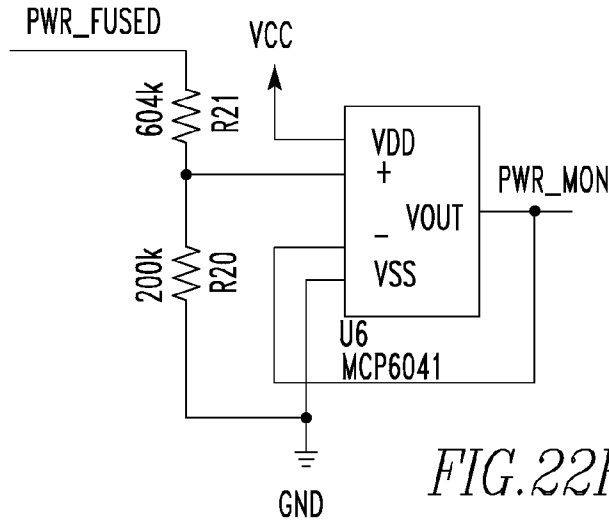 PWR_FUSED
VCC
604k
R21
VDD
+
PWR_MON
VOUT
200k
R20
-
VSS
U6
MCP6041
GND